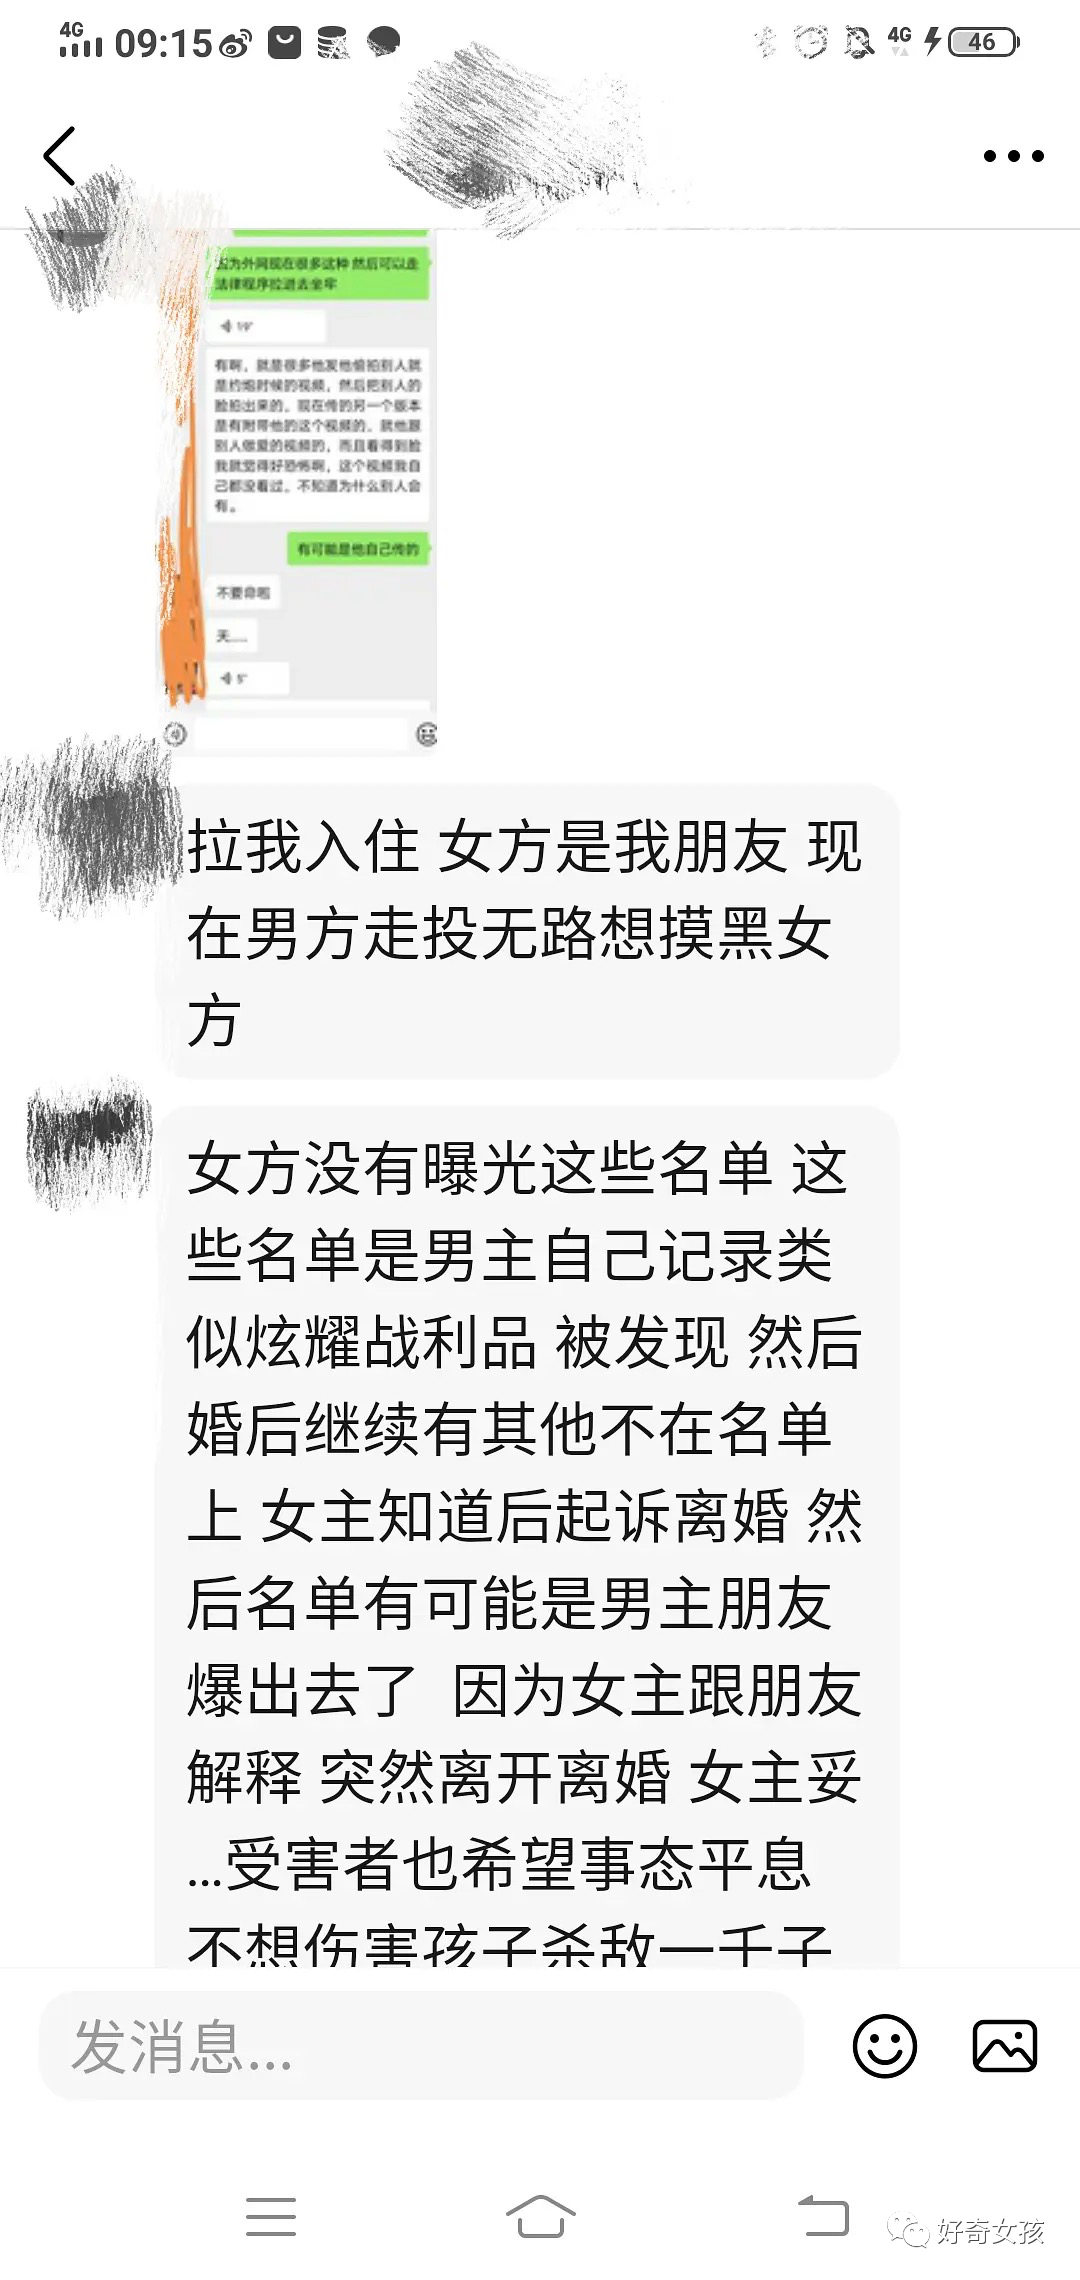 4G
09:15
4G
46
因为外网现在很多这种 然后可以走
法律程序拉进去坐牢
19"
有啊，就是很多他发他偷拍别人就
是约炮时候的视频，然后把别人的
脸拍出来的，现在传的另一个版本
是有附带他的这个视频的，就他跟
别人做爱的视频的，而且看得到脸
我就觉得好恐怖啊，这个视频我自
己都没看过，不知道为什么别人会
有。
有可能是他自己传的
不要命啦
天......
5"
拉我入住 女方是我朋友 现
在男方走投无路想摸黑女
方
女方没有曝光这些名单 这
些名单是男主自己记录类
似炫耀战利品 被发现 然后
婚后继续有其他不在名单
上 女主知道后起诉离婚 然
后名单有可能是男主朋友
爆出去了 因为女主跟朋友
解释 突然离开离婚 女主妥
...受害者也希望事态平息
不想伤害孩子杀敌一千子
发消息...
好奇女孩